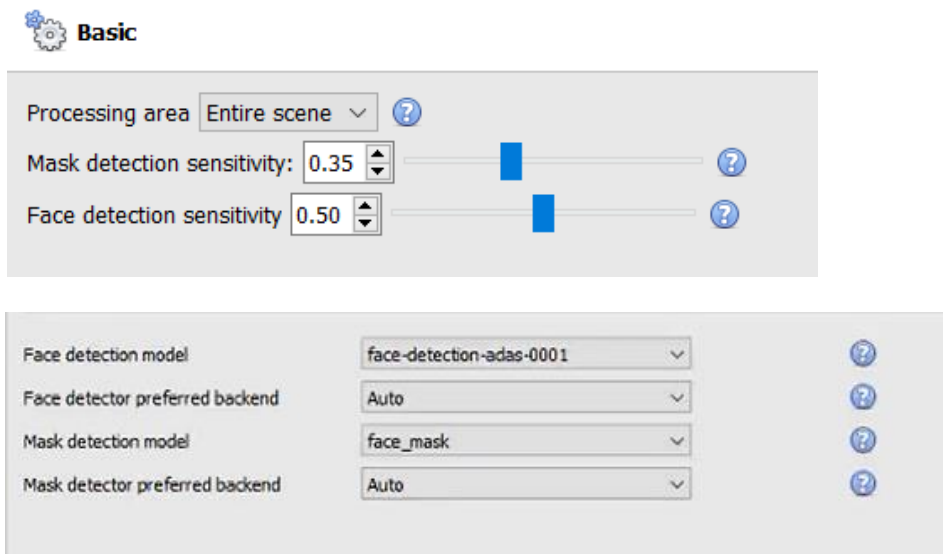 Basic
Processing area Entire scene
Mask detection sensitivity: 0.35
Face detection sensitivity 0.50
Face detection model face-detection-adas-0001
Face detector preferred backend Auto
Mask detection model face_mask
Mask detector preferred backend Auto